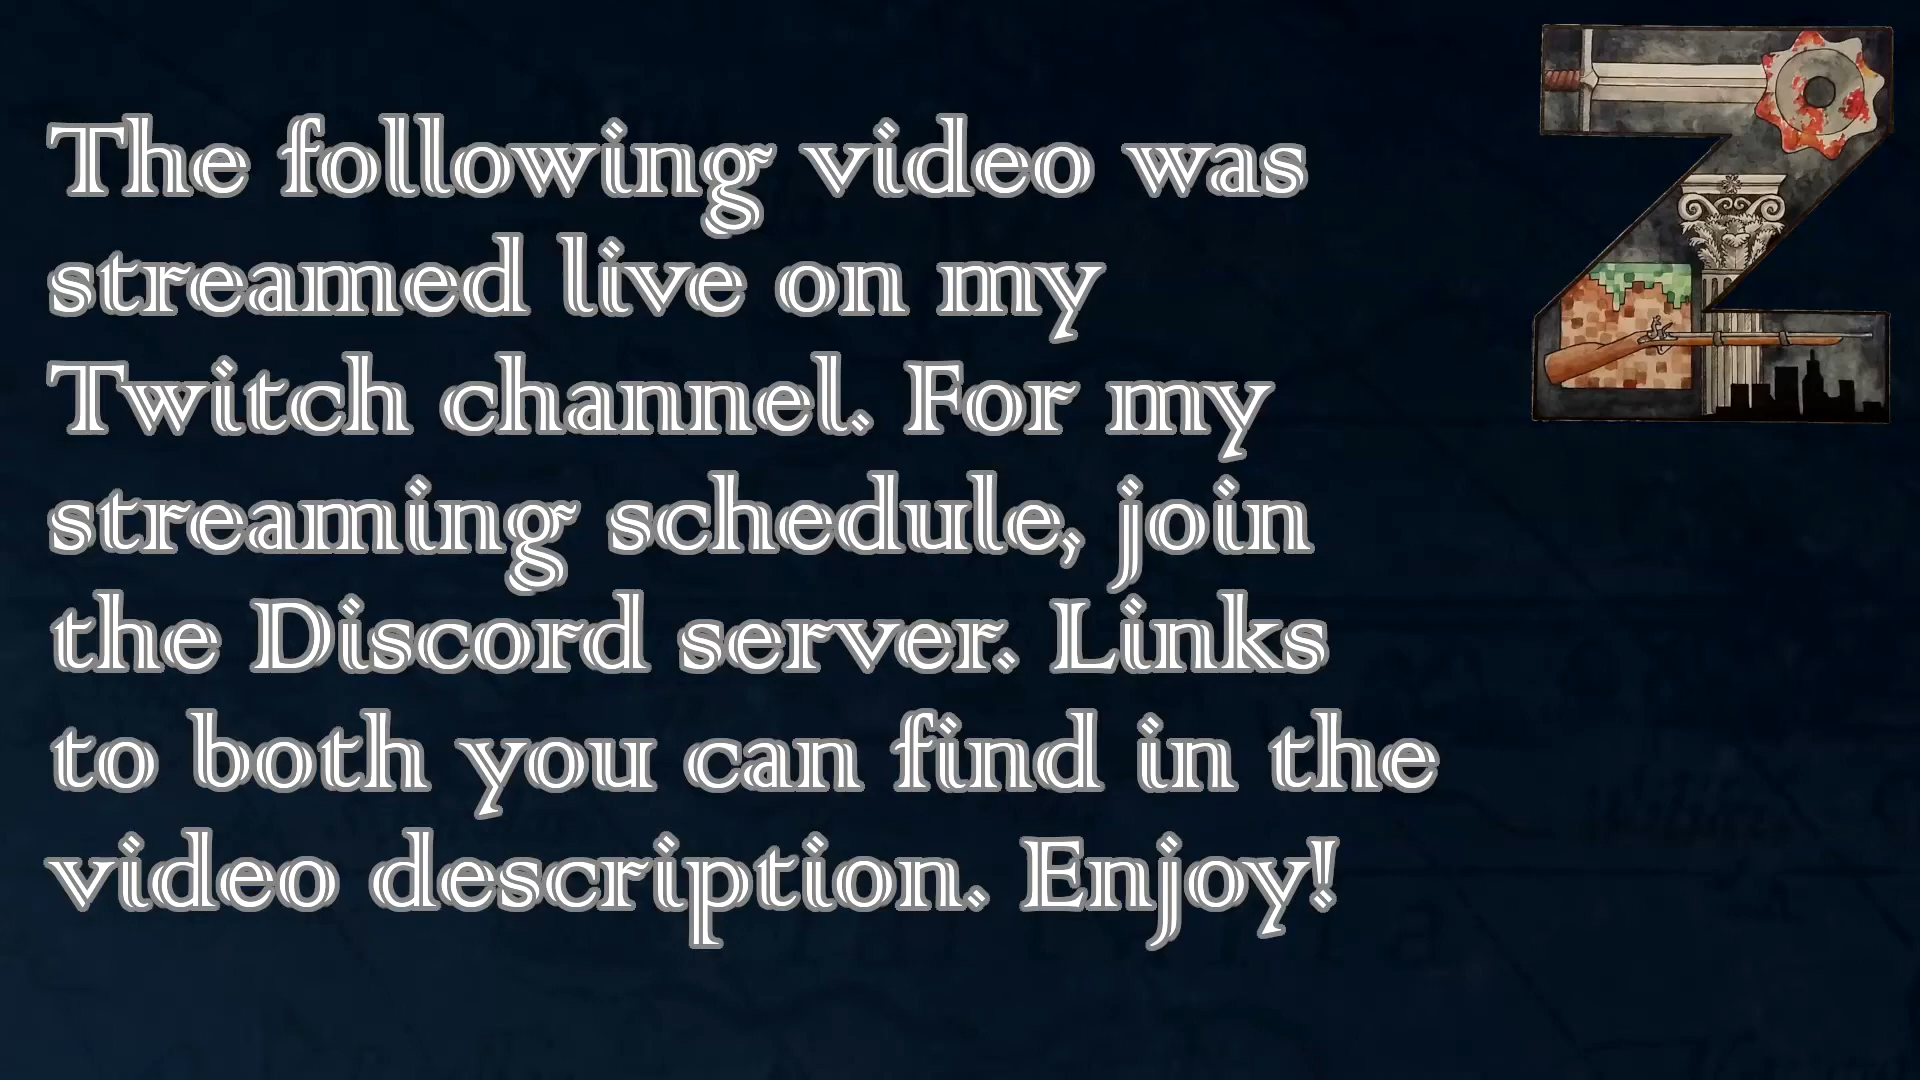 The following video was
streamed live on my
Twitch channel. For my
streaming schedule, join
the Discord server. Links
to both you can find in the
video description. Enjoy!